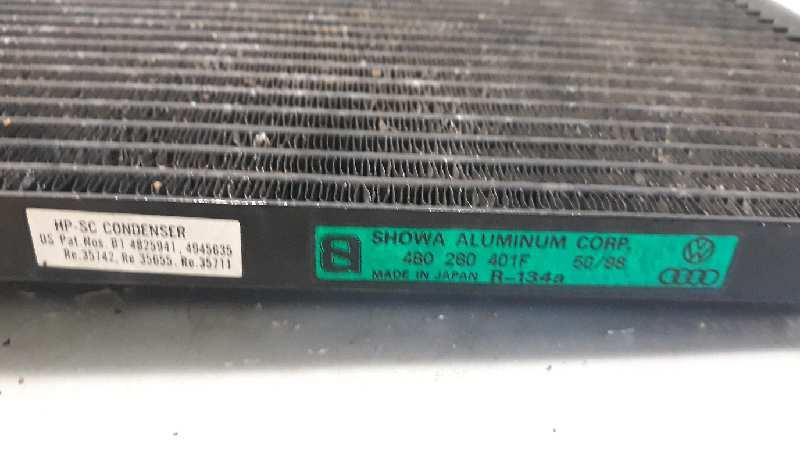 HP-SC CONDENSER
US Pat.Nos. B1 4825941, 4945635
Re.35742, Re 35655, Re.35711
SHOWA ALUMINUM CORP.
4B0 260 401F 50/98
MADE IN JAPAN R-134a